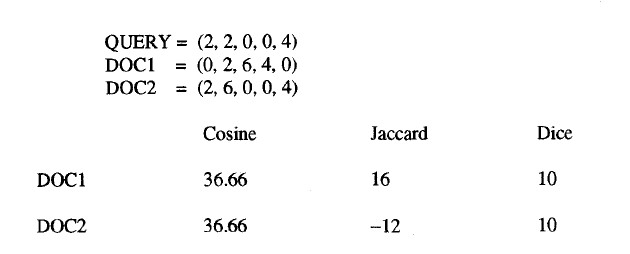 QUERY = (2, 2, 0, 0, 4)
DOC1 = (0, 2, 6, 4, 0)
DOC2 = (2, 6, 0, 0, 4)
Cosine Jaccard Dice
DOC1 36.66 16 10
DOC2 36.66 –12 10